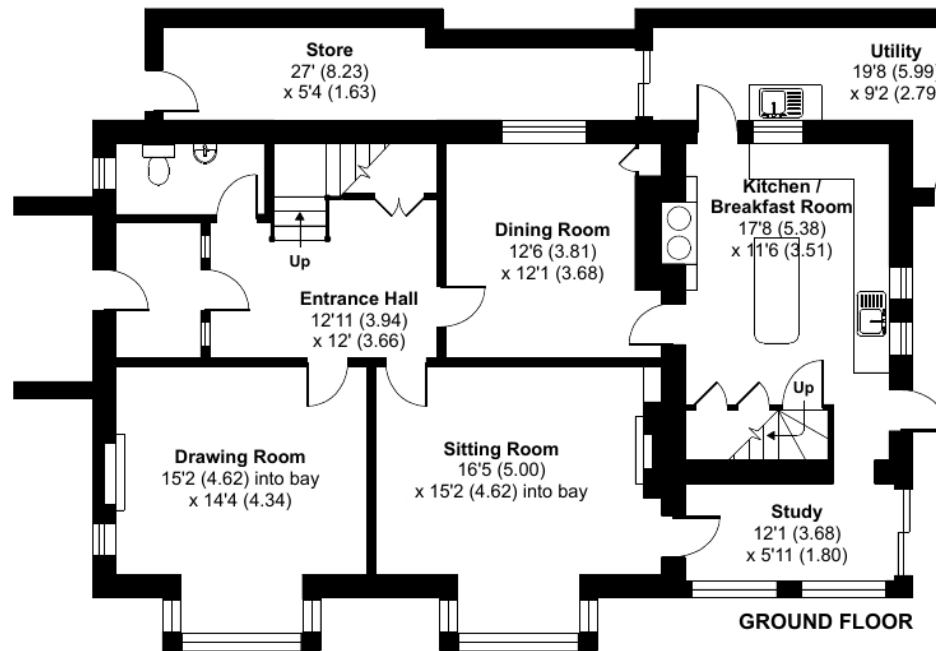 Store
27' (8.23)
x 5'4 (1.63)
Utility
19'8 (5.99)
x 9'2 (2.79
Kitchen /
Breakfast Room
17'8 (5.38)
x 11'6 (3.51)
Dining Room
12'6 (3.81)
x 12'1 (3.68)
Up
Entrance Hall
12'11 (3.94)
x 12' (3.66)
Up
Drawing Room
15'2 (4.62) into bay
x 14'4 (4.34)
Sitting Room
16'5 (5.00)
x 15'2 (4.62) into bay
Study
12'1 (3.68)
x 5'11 (1.80)
GROUND FLOOR